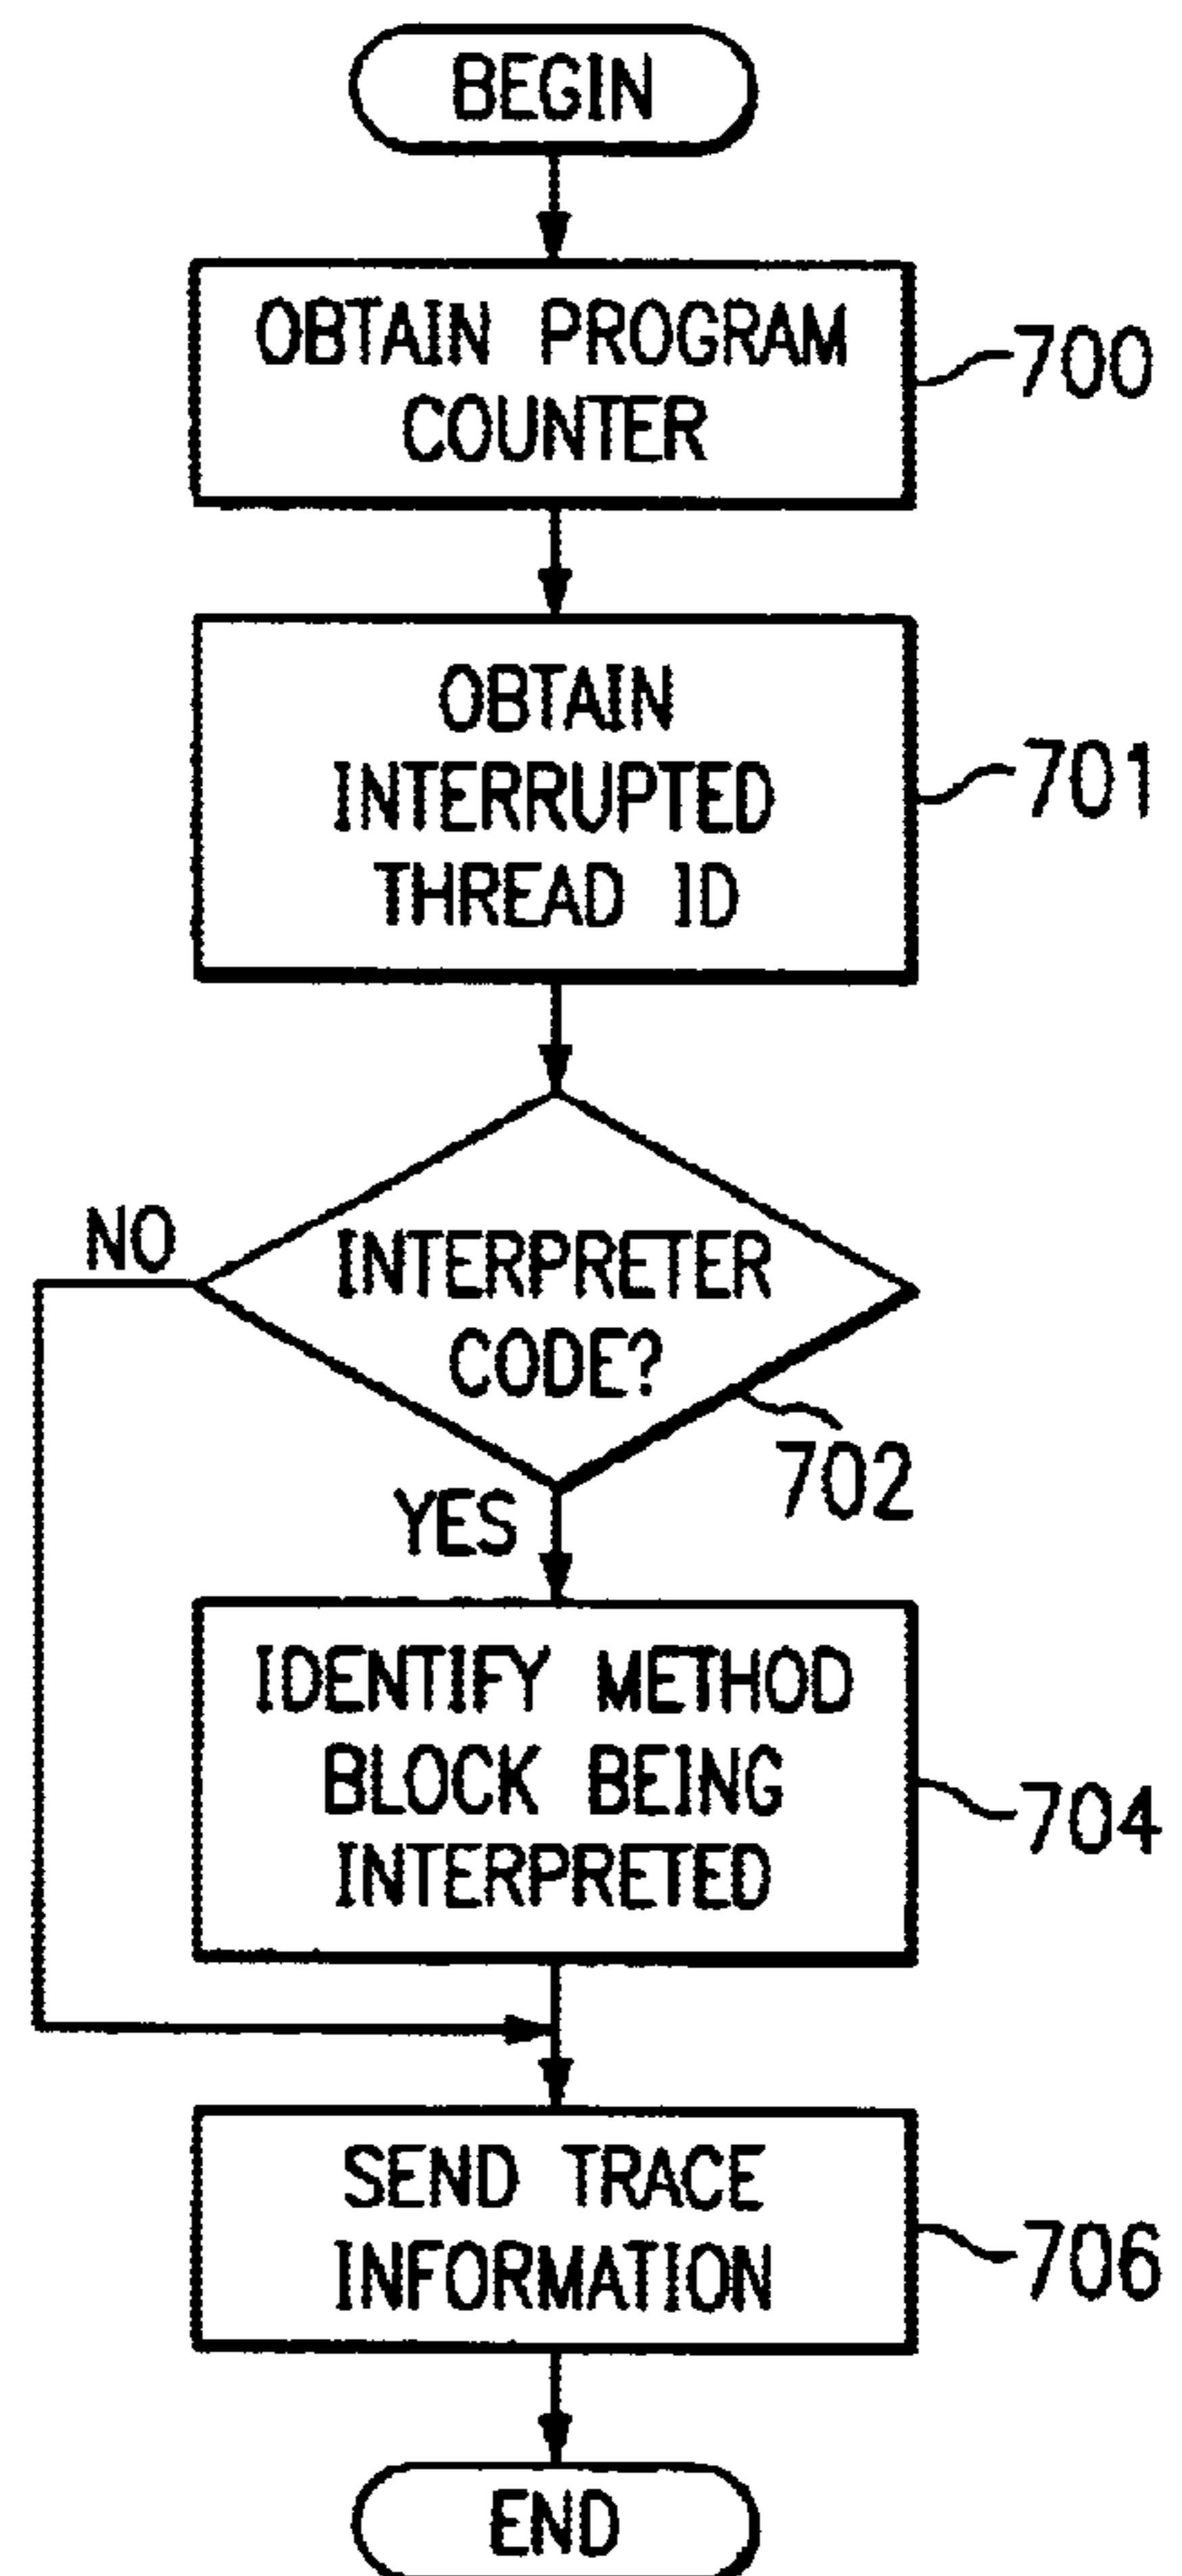 BEGIN
OBTAIN PROGRAM
COUNTER
700
OBTAIN
INTERRUPTED
THREAD ID
701
INTERPRETER
CODE?
NO
702
YES
IDENTIFY METHOD
BLOCK BEING
INTERPRETED
704
SEND TRACE
INFORMATION
706
END